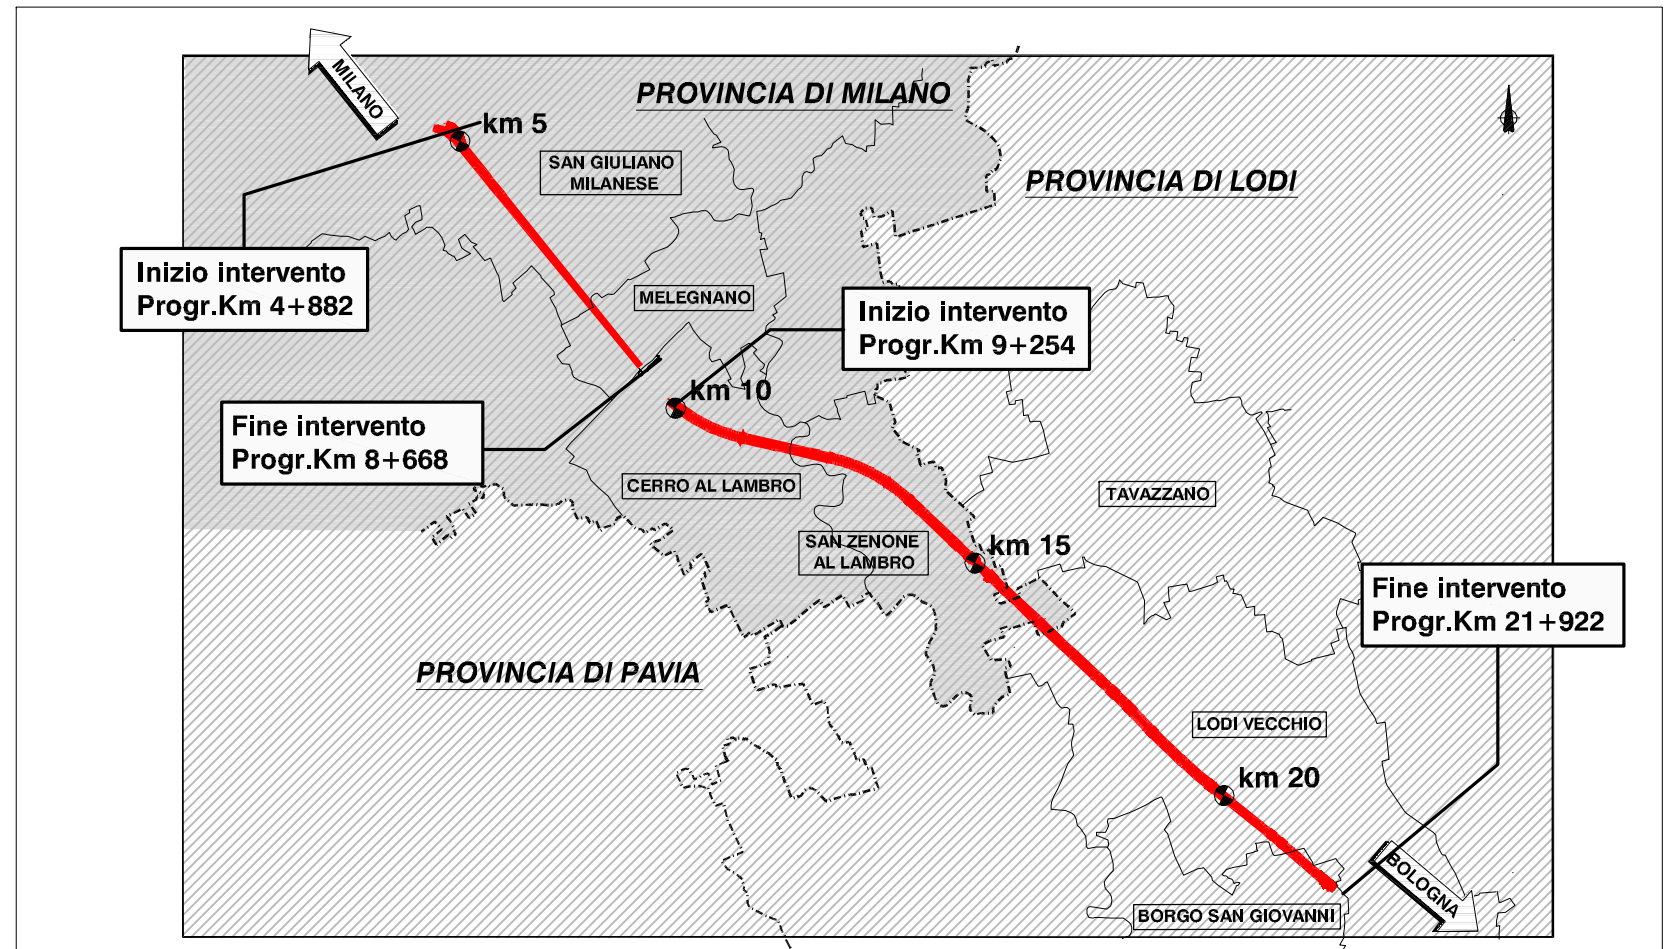 MILANO
PROVINCIA DI MILANO
km 5
SAN GIULIANO
MILANESE
PROVINCIA DI LODI
Inizio intervento
Progr.Km 4+882
MELEGNANO
Inizio intervento
Progr.Km 9+254
km 10
Fine intervento
Progr.Km 8+668
CERRO AL LAMBRO
TAVAZZANO
SAN ZENONE
AL LAMBRO
km 15
Fine intervento
Progr.Km 21+922
PROVINCIA DI PAVIA
LODI VECCHIO
km 20
BOLOGNA
BORGO SAN GIOVANNI